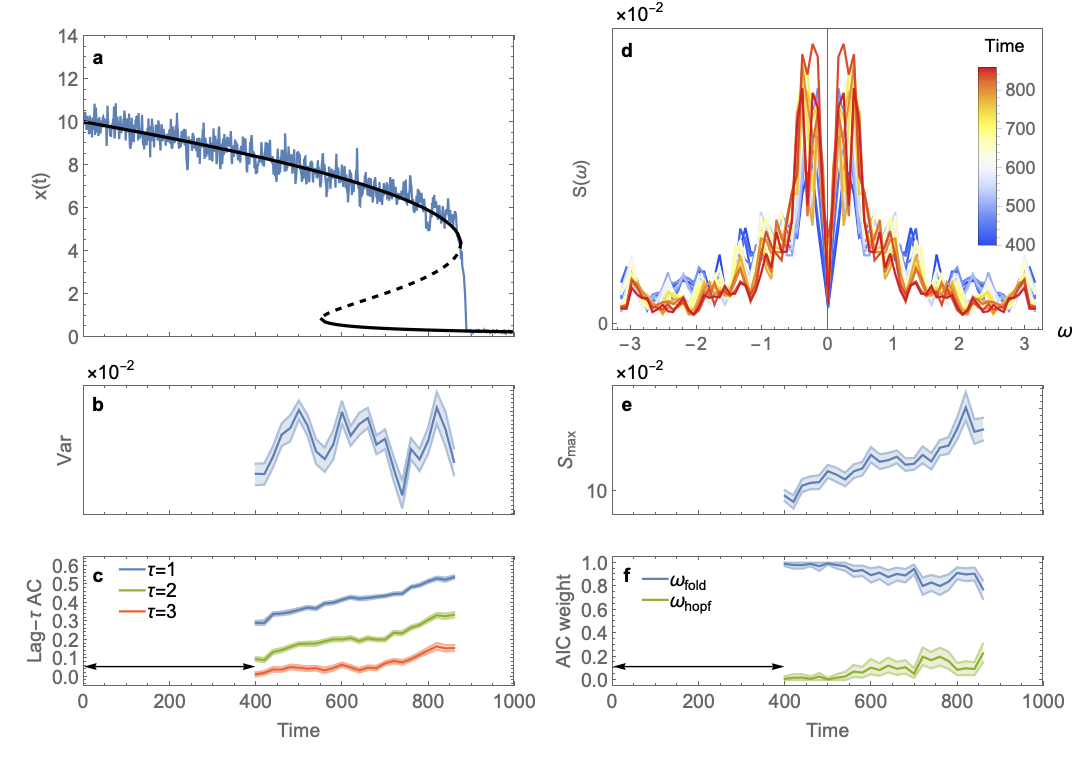 a
x(t)
14
12
10
8
6
4
2
0
×10−2
d
S(ω)
0
−3 −2 −1 0 1 2 3 ω
Time
800
700
600
500
400
×10−2
b
Var
0 200 400 600 800 1000
×10−2
e
Smax
10
c
Lag−τ AC
0.6
0.5
0.4
0.3
0.2
0.1
0.0
τ=1
τ=2
τ=3
0 200 400 600 800 1000
Time
f
AIC weight
1.0
0.8
0.6
0.4
0.2
0.0
ωfold
ωhopf
0 200 400 600 800 1000
Time